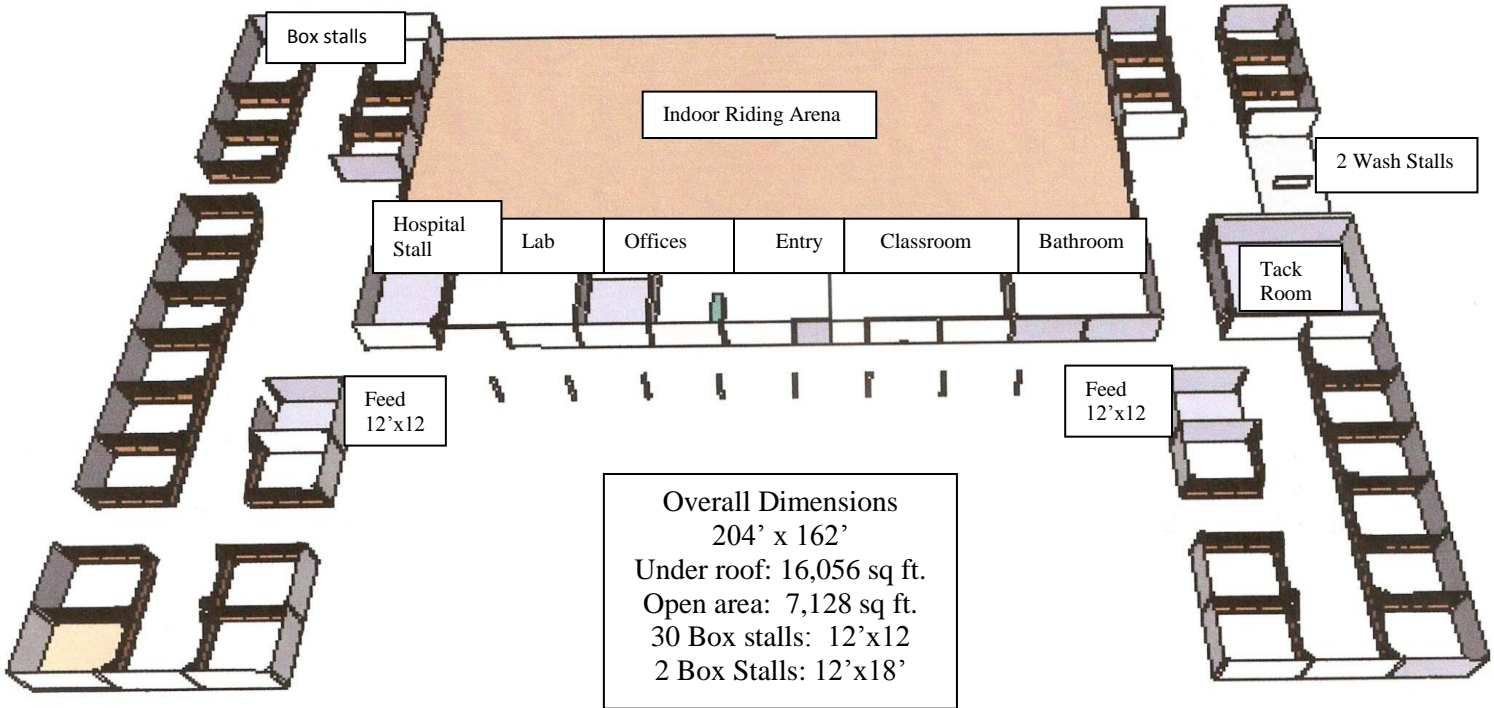 Box stalls
Indoor Riding Arena
2 Wash Stalls
Hospital
Stall
Lab
Offices
Entry
Classroom
Bathroom
Tack
Room
Feed
12’x12
Feed
12’x12
Overall Dimensions
204’ x 162’
Under roof: 16,056 sq ft.
Open area:  7,128 sq ft.
30 Box stalls:  12’x12
2 Box Stalls: 12’x18’